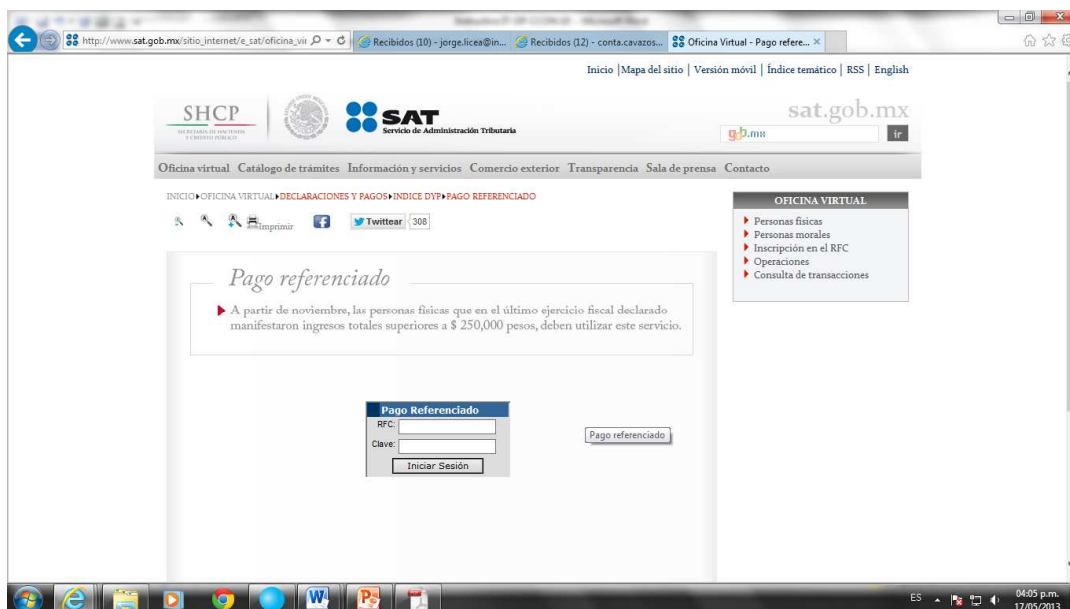 http://www.sat.gob.mx/sitio_internet/e_sat/oficina_vir
Recibidos (10) - jorge.licea@in...
Recibidos (12) - conta.cavazos...
Oficina Virtual - Pago refere...
Inicio |Mapa del sitio | Versión móvil | Índice temático | RSS | English
SHCP
SECRETARÍA DE HACIENDA
Y CRÉDITO PÚBLICO
SAT
Servicio de Administración Tributaria
sat.gob.mx
gob.mx
ir
Oficina virtual Catálogo de trámites Información y servicios Comercio exterior Transparencia Sala de prensa Contacto
INICIO OFICINA VIRTUAL DECLARACIONES Y PAGOS INDICE DYP PAGO REFERENCIADO
Imprimir
Twittear 308
OFICINA VIRTUAL
Personas físicas
Personas morales
Inscripción en el RFC
Operaciones
Consulta de transacciones
Pago referenciado
A partir de noviembre, las personas físicas que en el último ejercicio fiscal declarado
manifestaron ingresos totales superiores a $ 250,000 pesos, deben utilizar este servicio.
Pago Referenciado
RFC:
Clave:
Iniciar Sesión
Pago referenciado
ES
04:05 p.m.
17/05/2013